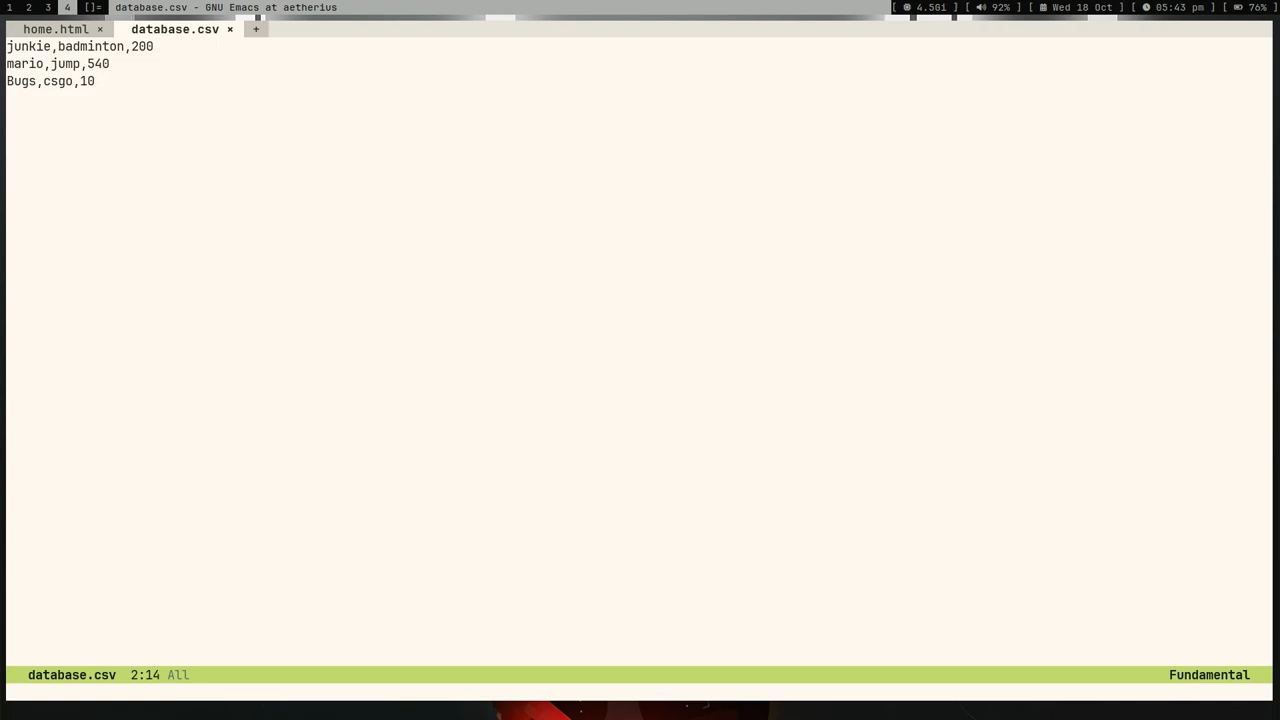 1 2 3 4 []= database.csv - GNU Emacs at aetherius [ 4.5Gi ] [ 92% ] [ Wed 18 Oct ] [ 05:43 pm ] [ 76% ]
home.html × database.csv × +
junkie,badminton,200
mario,jump,540
Bugs,csgo,10
database.csv 2:14 All Fundamental